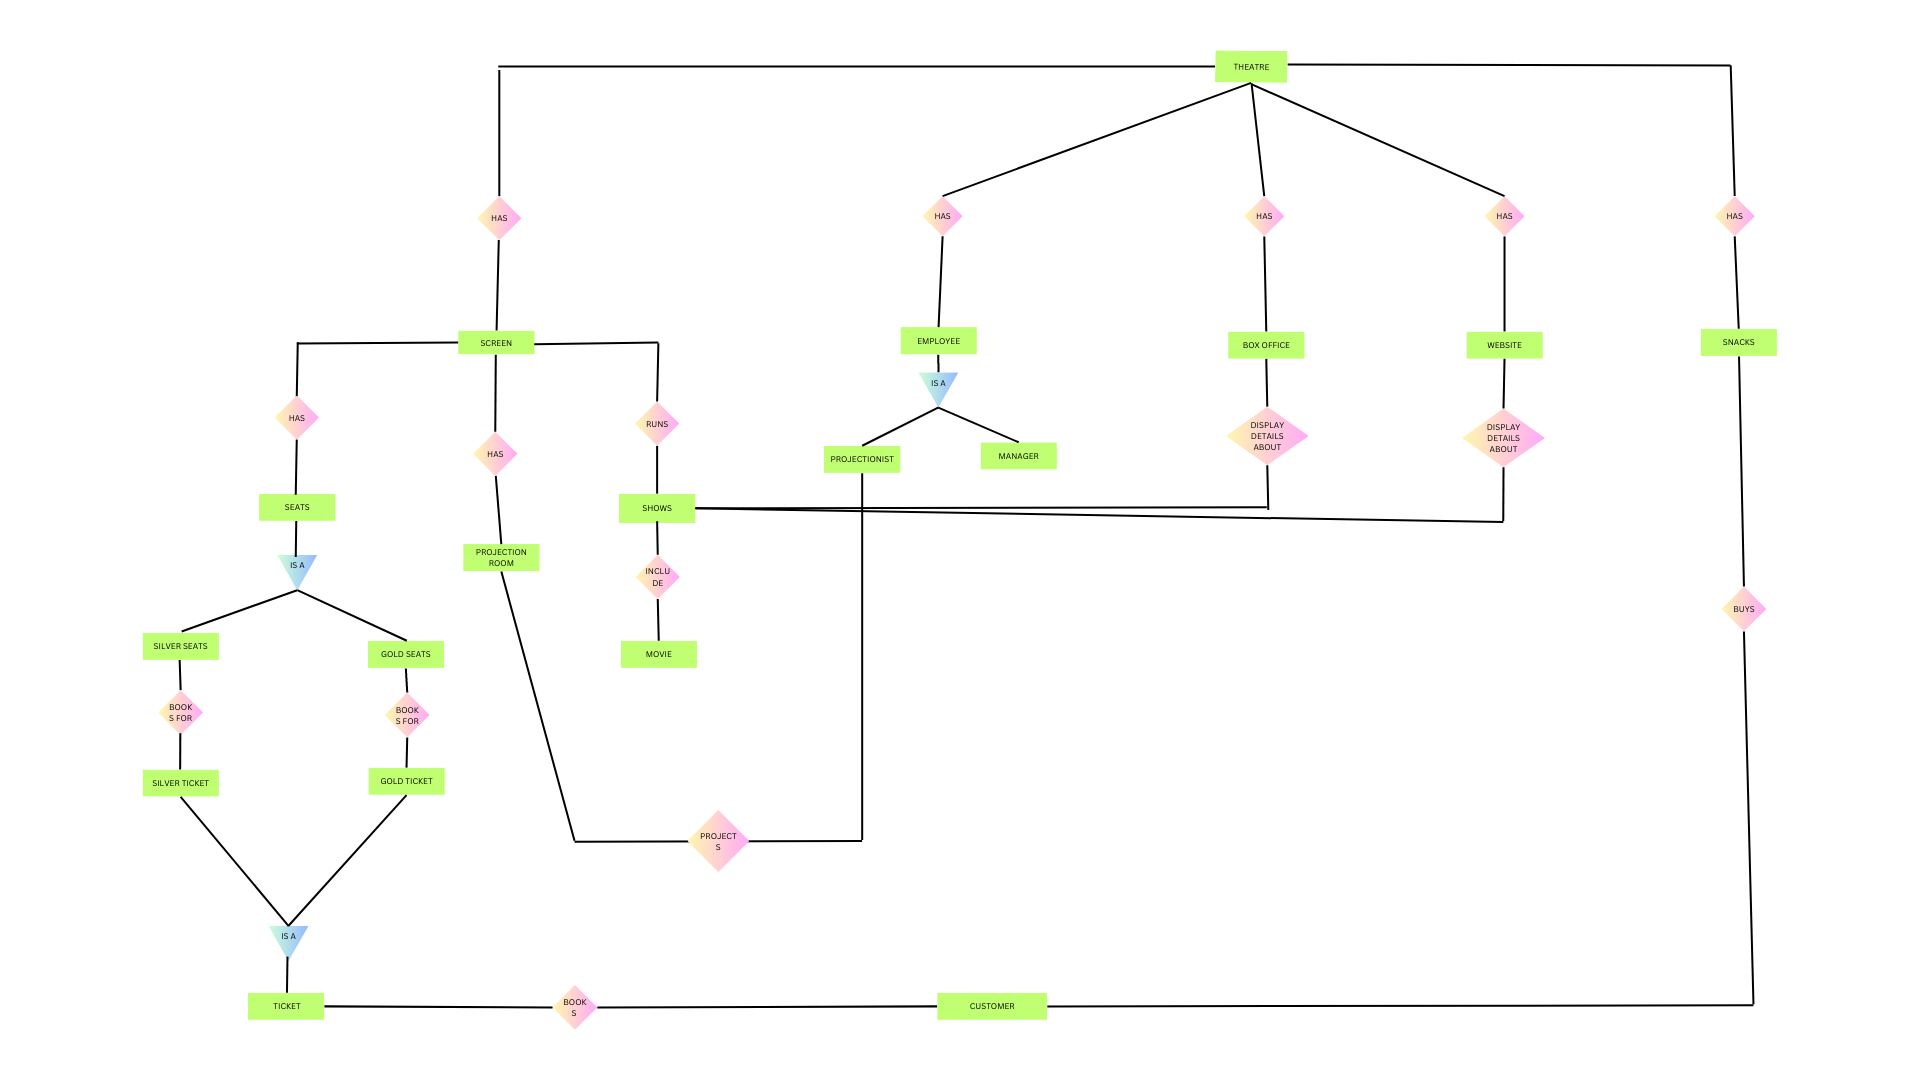 THEATRE
HAS
HAS
HAS
HAS
HAS
SCREEN
EMPLOYEE
BOX OFFICE
WEBSITE
SNACKS
IS A
HAS
RUNS
HAS
DISPLAY
DETAILS
ABOUT
DISPLAY
DETAILS
ABOUT
PROJECTIONIST
MANAGER
SEATS
SHOWS
PROJECTION
ROOM
IS A
INCLU
DE
BUYS
SILVER SEATS
GOLD SEATS
MOVIE
BOOK
S FOR
BOOK
S FOR
SILVER TICKET
GOLD TICKET
PROJECT
S
IS A
TICKET
BOOK
S
CUSTOMER